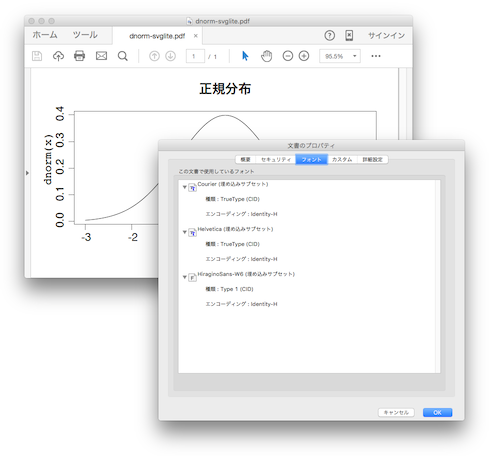 dnorm-svglite.pdf
ホーム
ツール
dnorm-svglite.pdf ×
サインイン
1 / 1
95.5%
正規分布
dnorm(x)
0.4
0.3
0.2
0.1
0.0
-3
-2
文書のプロパティ
概要 セキュリティ フォント カスタム 詳細設定
この文書で使用しているフォント
Courier (埋め込みサブセット)
種類 : TrueType (CID)
エンコーディング : Identity-H
Helvetica (埋め込みサブセット)
種類 : TrueType (CID)
エンコーディング : Identity-H
HiraginoSans-W6 (埋め込みサブセット)
種類 : Type 1 (CID)
エンコーディング : Identity-H
キャンセル
OK